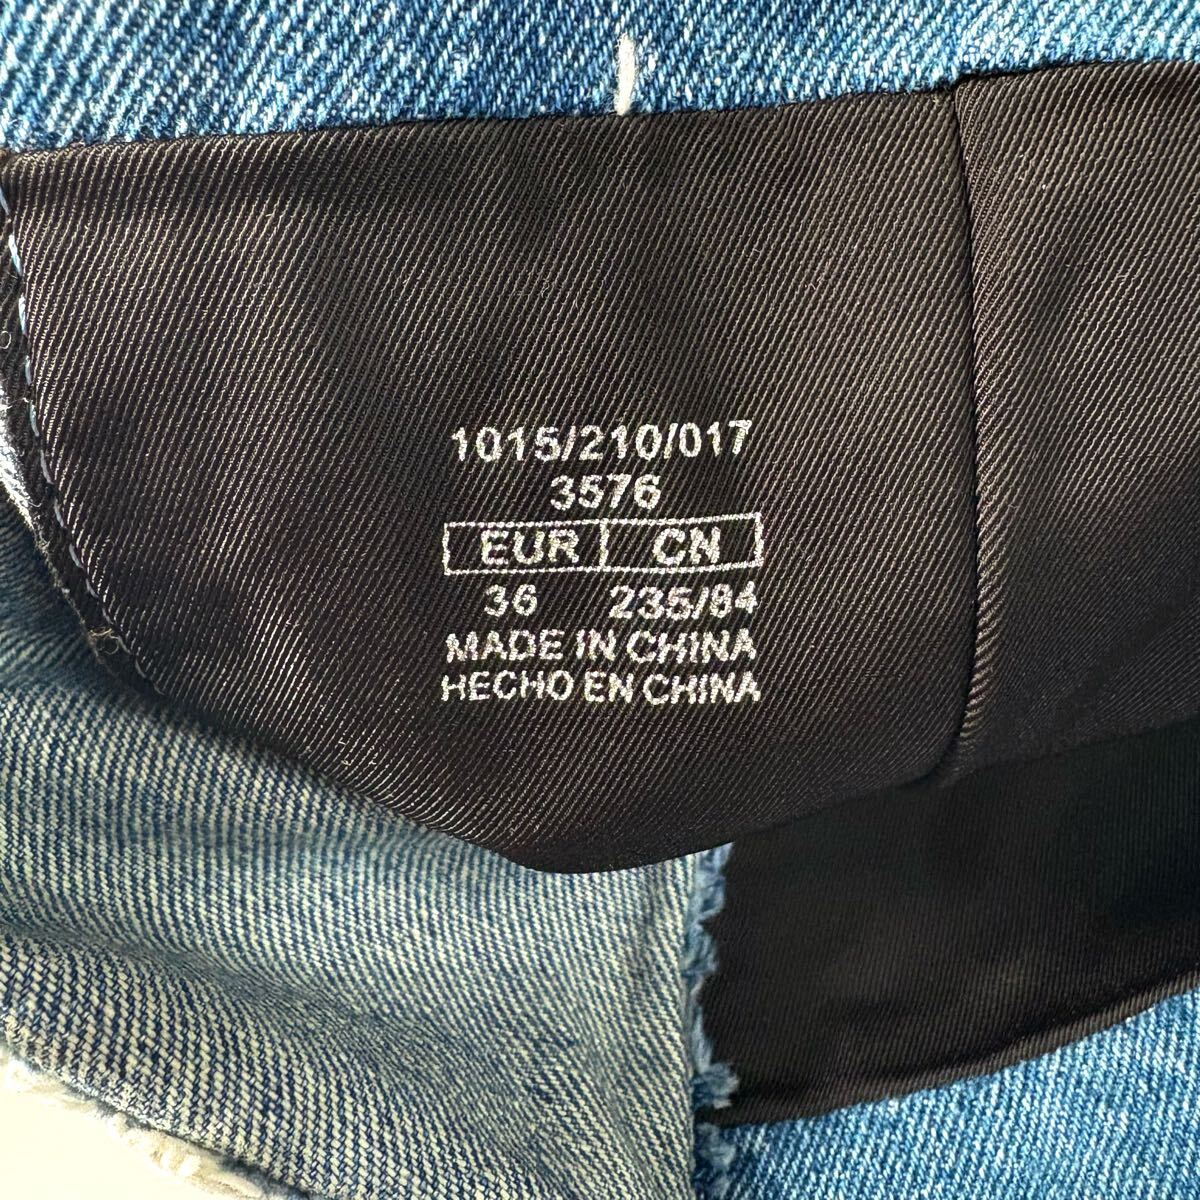 1015/210/017
3576
EUR CN
36 235/84
MADE IN CHINA
HECHO EN CHINA